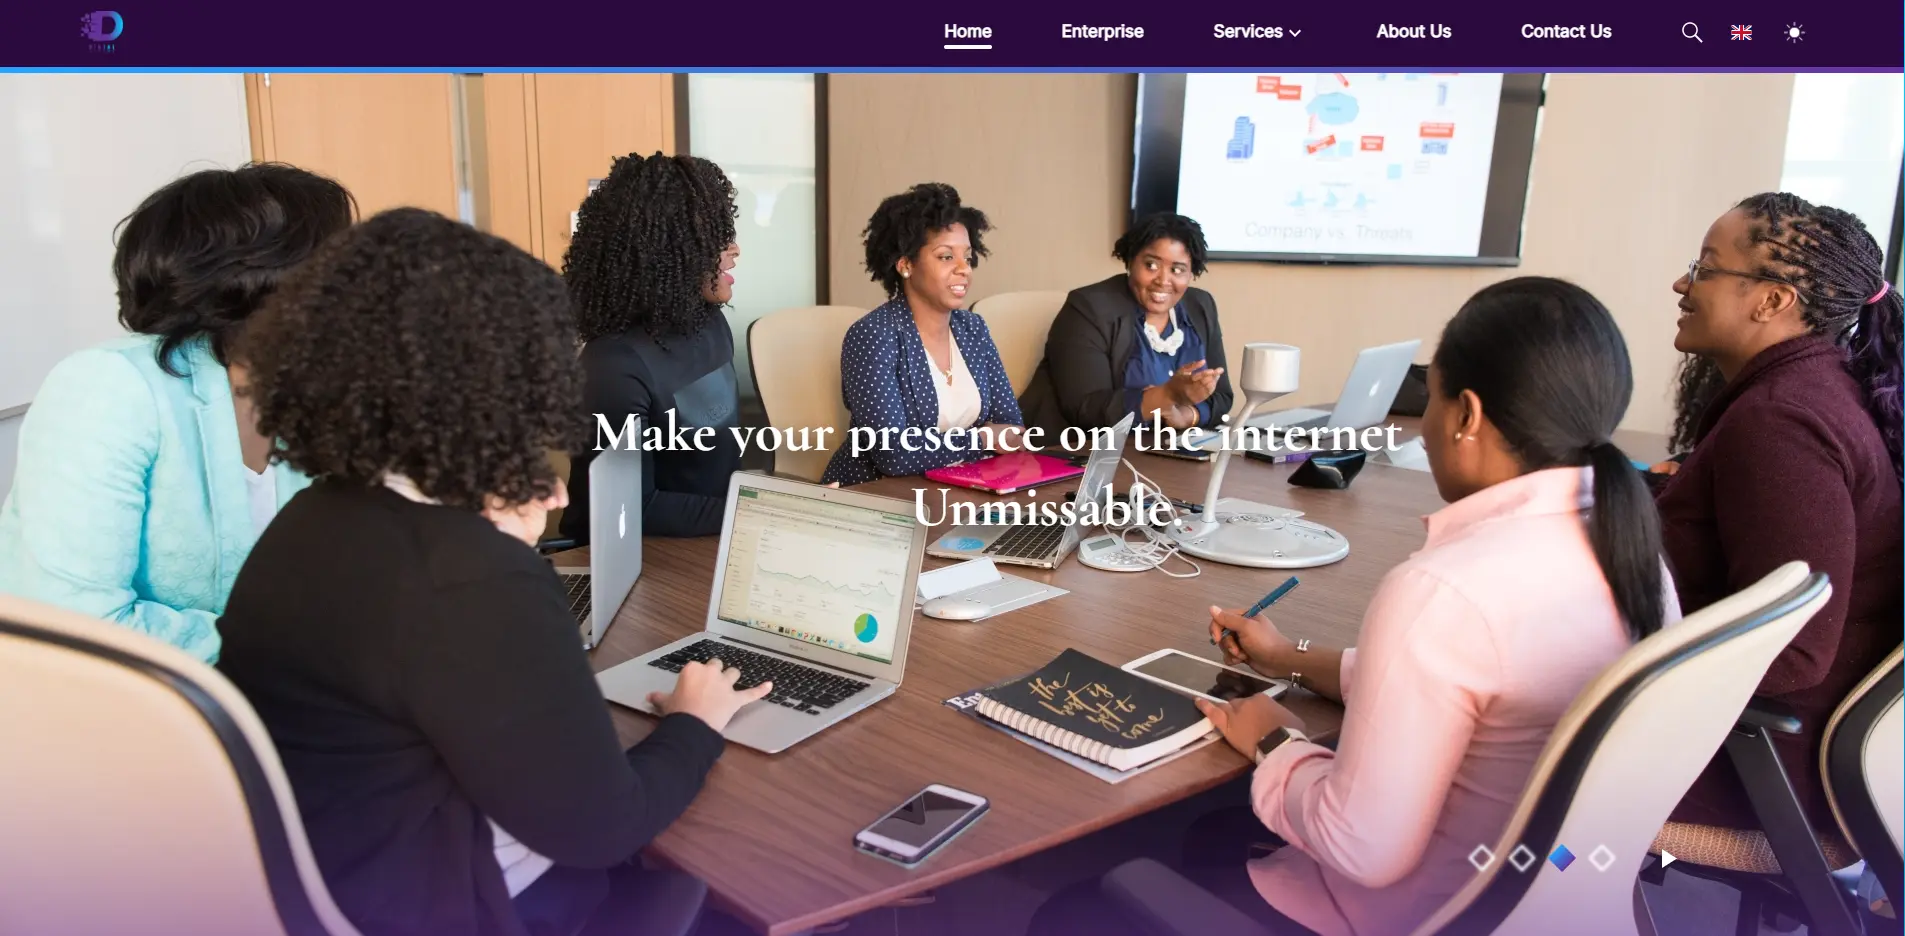 Home Enterprise Services About Us Contact Us
Company vs. Threats
Make your presence on the internet
Unmissable.
the
best is
yet to
come